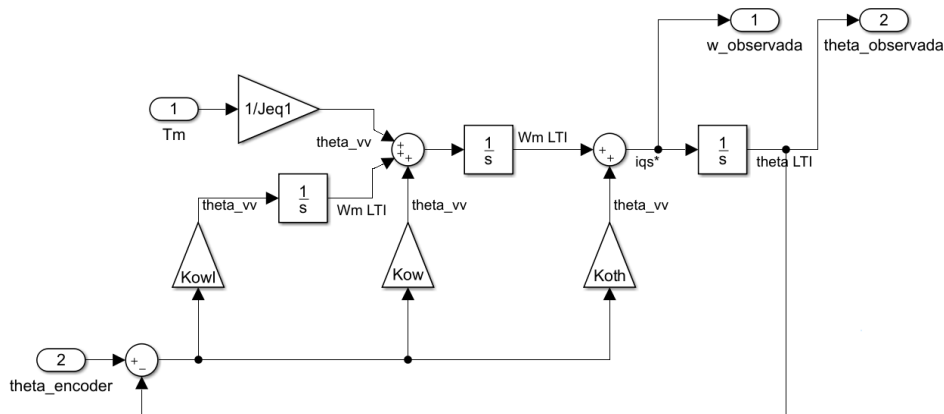 1
w_observada
2
theta_observada
1
Tm
1/Jeq1
theta_vv
+
+
+
1
s
Wm LTI
+
+
iqs*
1
s
theta LTI
theta_vv
1
s
Wm LTI
theta_vv
theta_vv
Kowl
Kow
Koth
2
theta_encoder
+
−